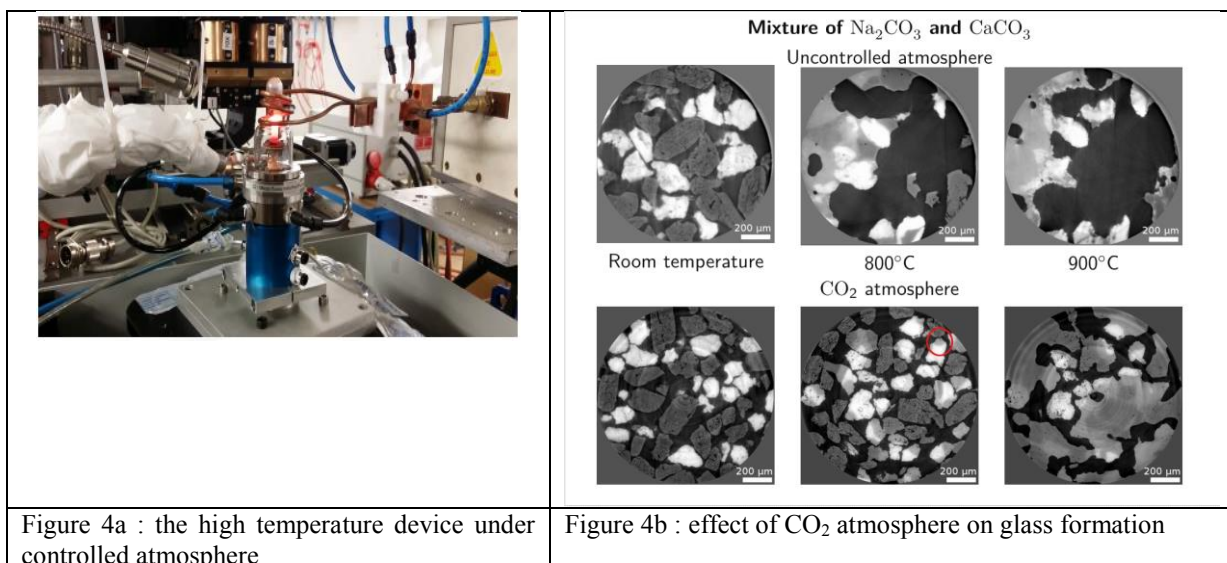 Mixture of Na₂CO₃ and CaCO₃
Uncontrolled atmosphere
200 μm
200 μm
200 μm
Room temperature
800°C
900°C
CO₂ atmosphere
200 μm
200 μm
200 μm
Figure 4a : the high temperature device under
controlled atmosphere
Figure 4b : effect of CO₂ atmosphere on glass formation